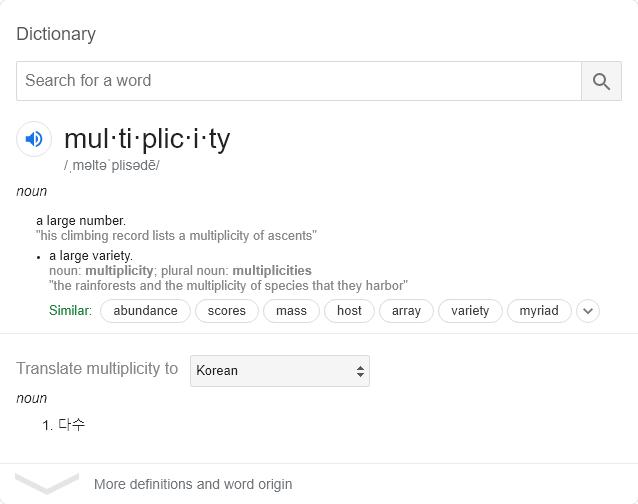 Dictionary
Search for a word
mul·ti·plic·i·ty
/ˌməltəˈplisədē/
noun
a large number.
"his climbing record lists a multiplicity of ascents"
• a large variety.
noun: multiplicity; plural noun: multiplicities
"the rainforests and the multiplicity of species that they harbor"
Similar: abundance scores mass host array variety myriad
Translate multiplicity to Korean
noun
1. 다수
More definitions and word origin